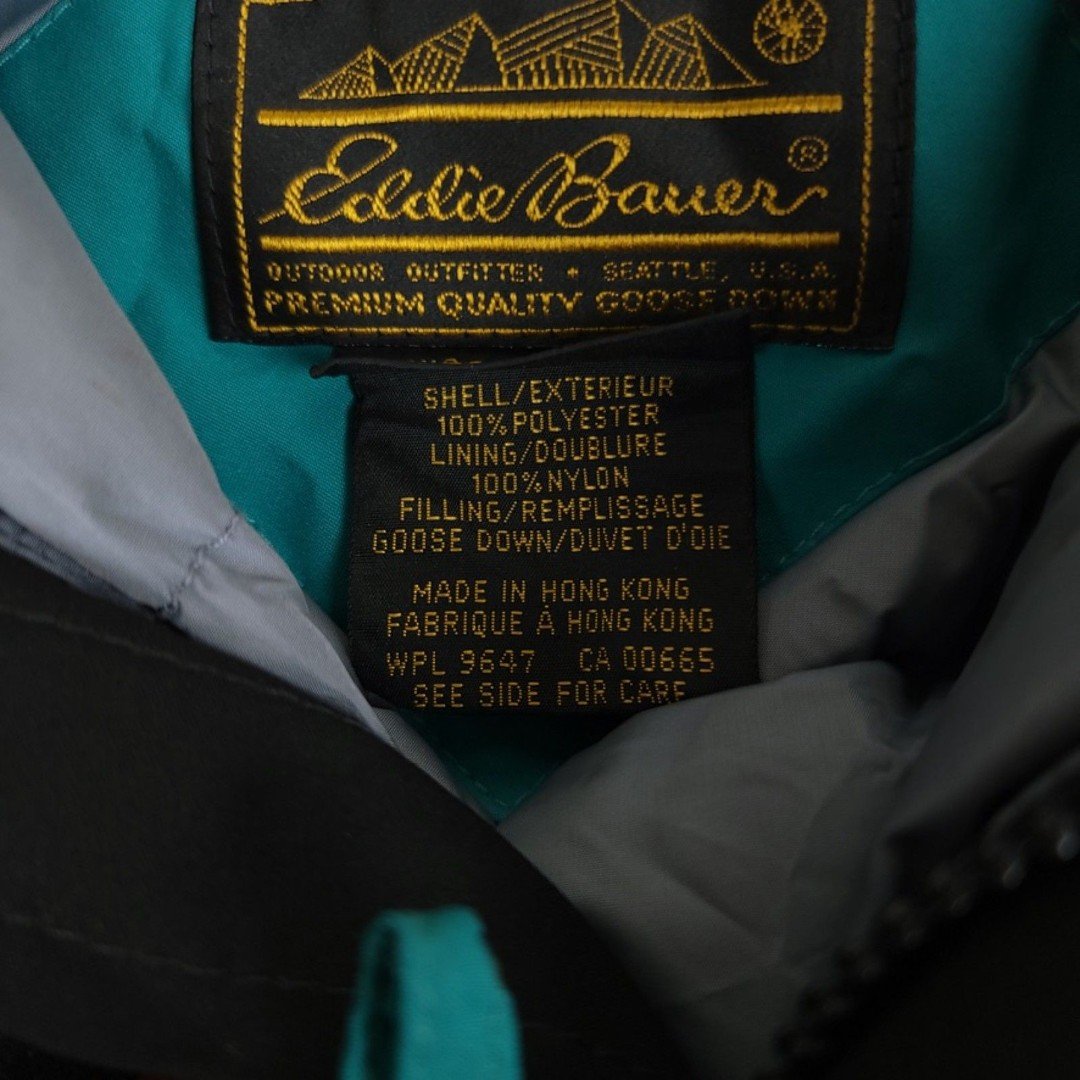 Eddie Bauer ®
OUTDOOR OUTFITTER • SEATTLE, U.S.A.
PREMIUM QUALITY GOOSE DOWN
SHELL/EXTERIEUR
100%POLYESTER
LINING/DOUBLURE
100%NYLON
FILLING/REMPLISSAGE
GOOSE DOWN/DUVET D'OIE
MADE IN HONG KONG
FABRIQUE À HONG KONG
WPL 9647 CA 00665
SEE SIDE FOR CARE